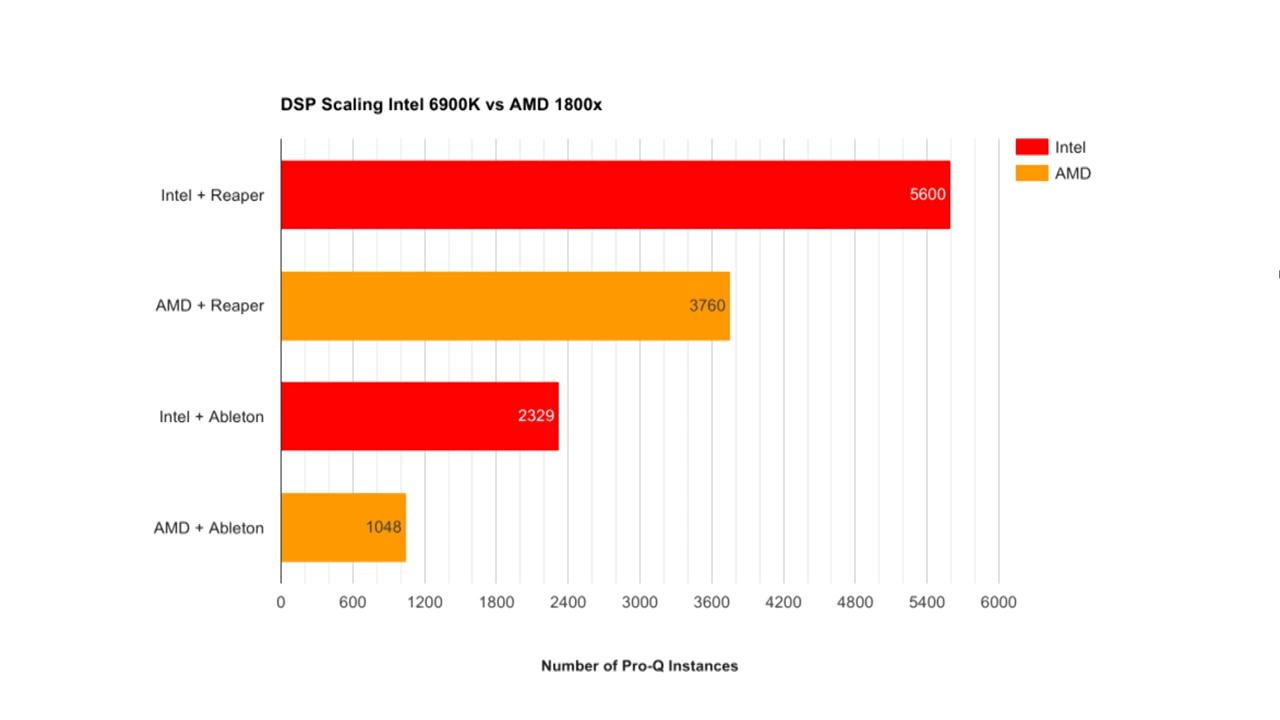 DSP Scaling Intel 6900K vs AMD 1800x
Intel
AMD
Intel + Reaper
5600
AMD + Reaper
3760
Intel + Ableton
2329
AMD + Ableton
1048
0 600 1200 1800 2400 3000 3600 4200 4800 5400 6000
Number of Pro-Q Instances